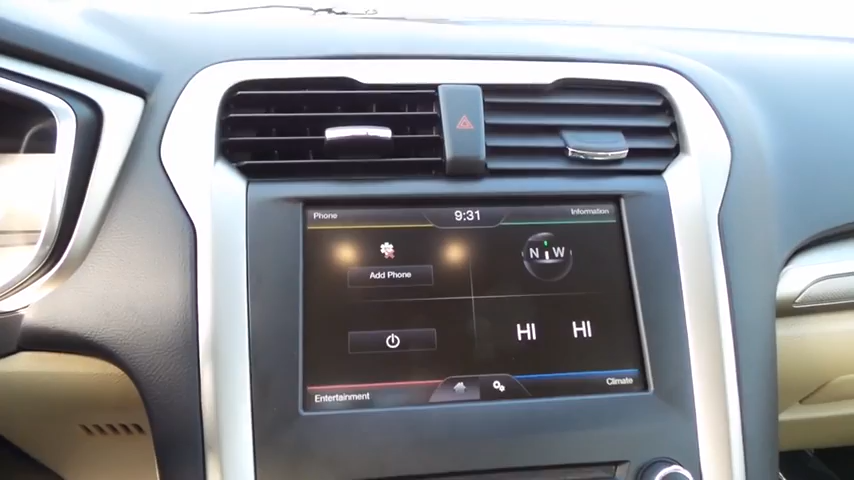 Phone 9:31 Information
N W
Add Phone
HI HI
Entertainment Climate